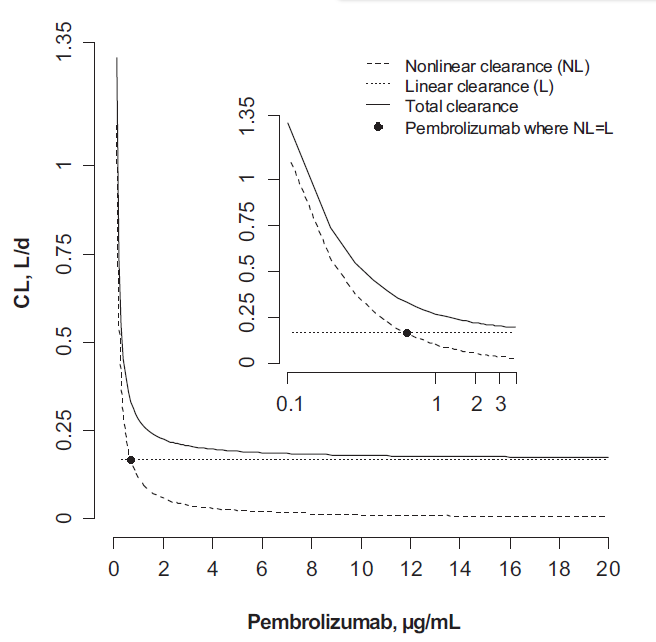 Nonlinear clearance (NL)
Linear clearance (L)
Total clearance
Pembrolizumab where NL=L
CL, L/d
1.35
1
0.75
0.5
0.25
0
1.35
1
0.75
0.5
0.25
0
0.1 1 2 3
0 2 4 6 8 10 12 14 16 18 20
Pembrolizumab, µg/mL